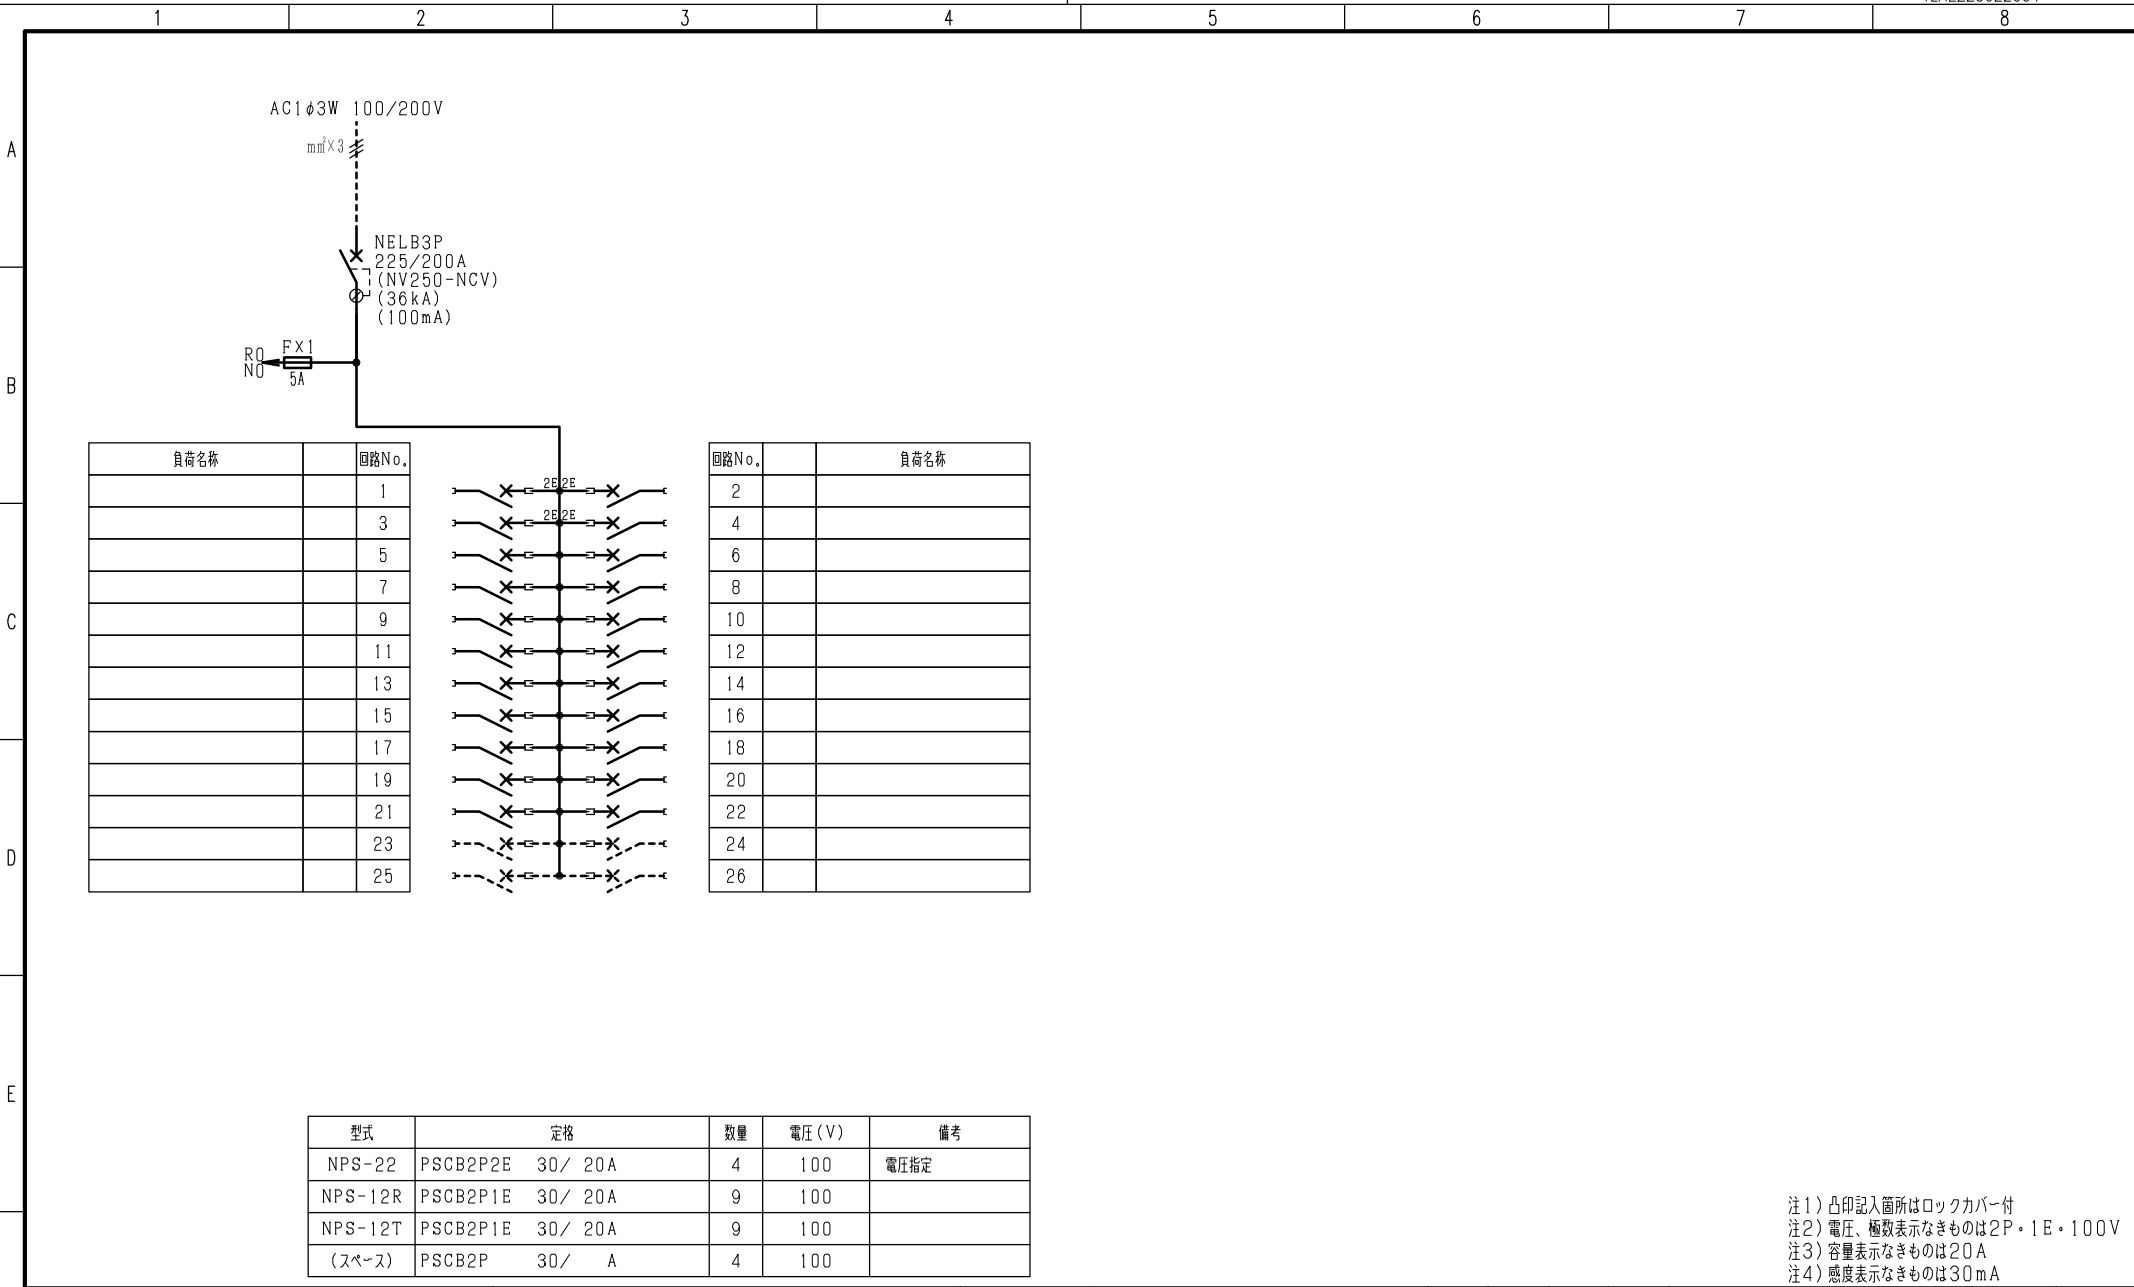 1 2 3 4 5 6 7 8
A
B
C
D
E
AC1φ3W 100/200V
mm²×3
NELB3P
225/200A
(NV250-NCV)
(36kA)
(100mA)
R0
N0
F×1
5A
負荷名称 回路No. 回路No. 負荷名称
1 2E 2E 2
3 2E 2E 4
5 6
7 8
9 10
11 12
13 14
15 16
17 18
19 20
21 22
23 24
25 26
型式 定格 数量 電圧(V) 備考
NPS-22 PSCB2P2E 30/ 20A 4 100 電圧指定
NPS-12R PSCB2P1E 30/ 20A 9 100
NPS-12T PSCB2P1E 30/ 20A 9 100
(スペース) PSCB2P 30/ A 4 100
注1)凸印記入箇所はロックカバー付
注2)電圧、極数表示なきものは2P・1E・100V
注3)容量表示なきものは20A
注4)感度表示なきものは30mA